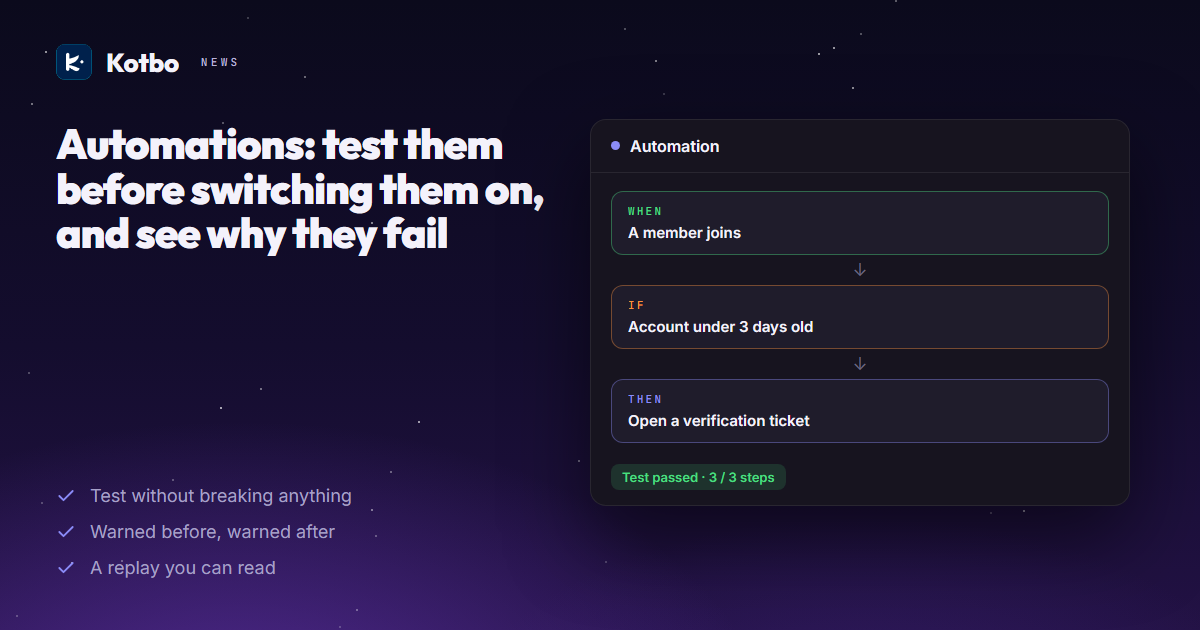 Kotbo NEWS
Automations: test them
before switching them on,
and see why they fail
Test without breaking anything
Warned before, warned after
A replay you can read
Automation
WHEN
A member joins
IF
Account under 3 days old
THEN
Open a verification ticket
Test passed · 3 / 3 steps